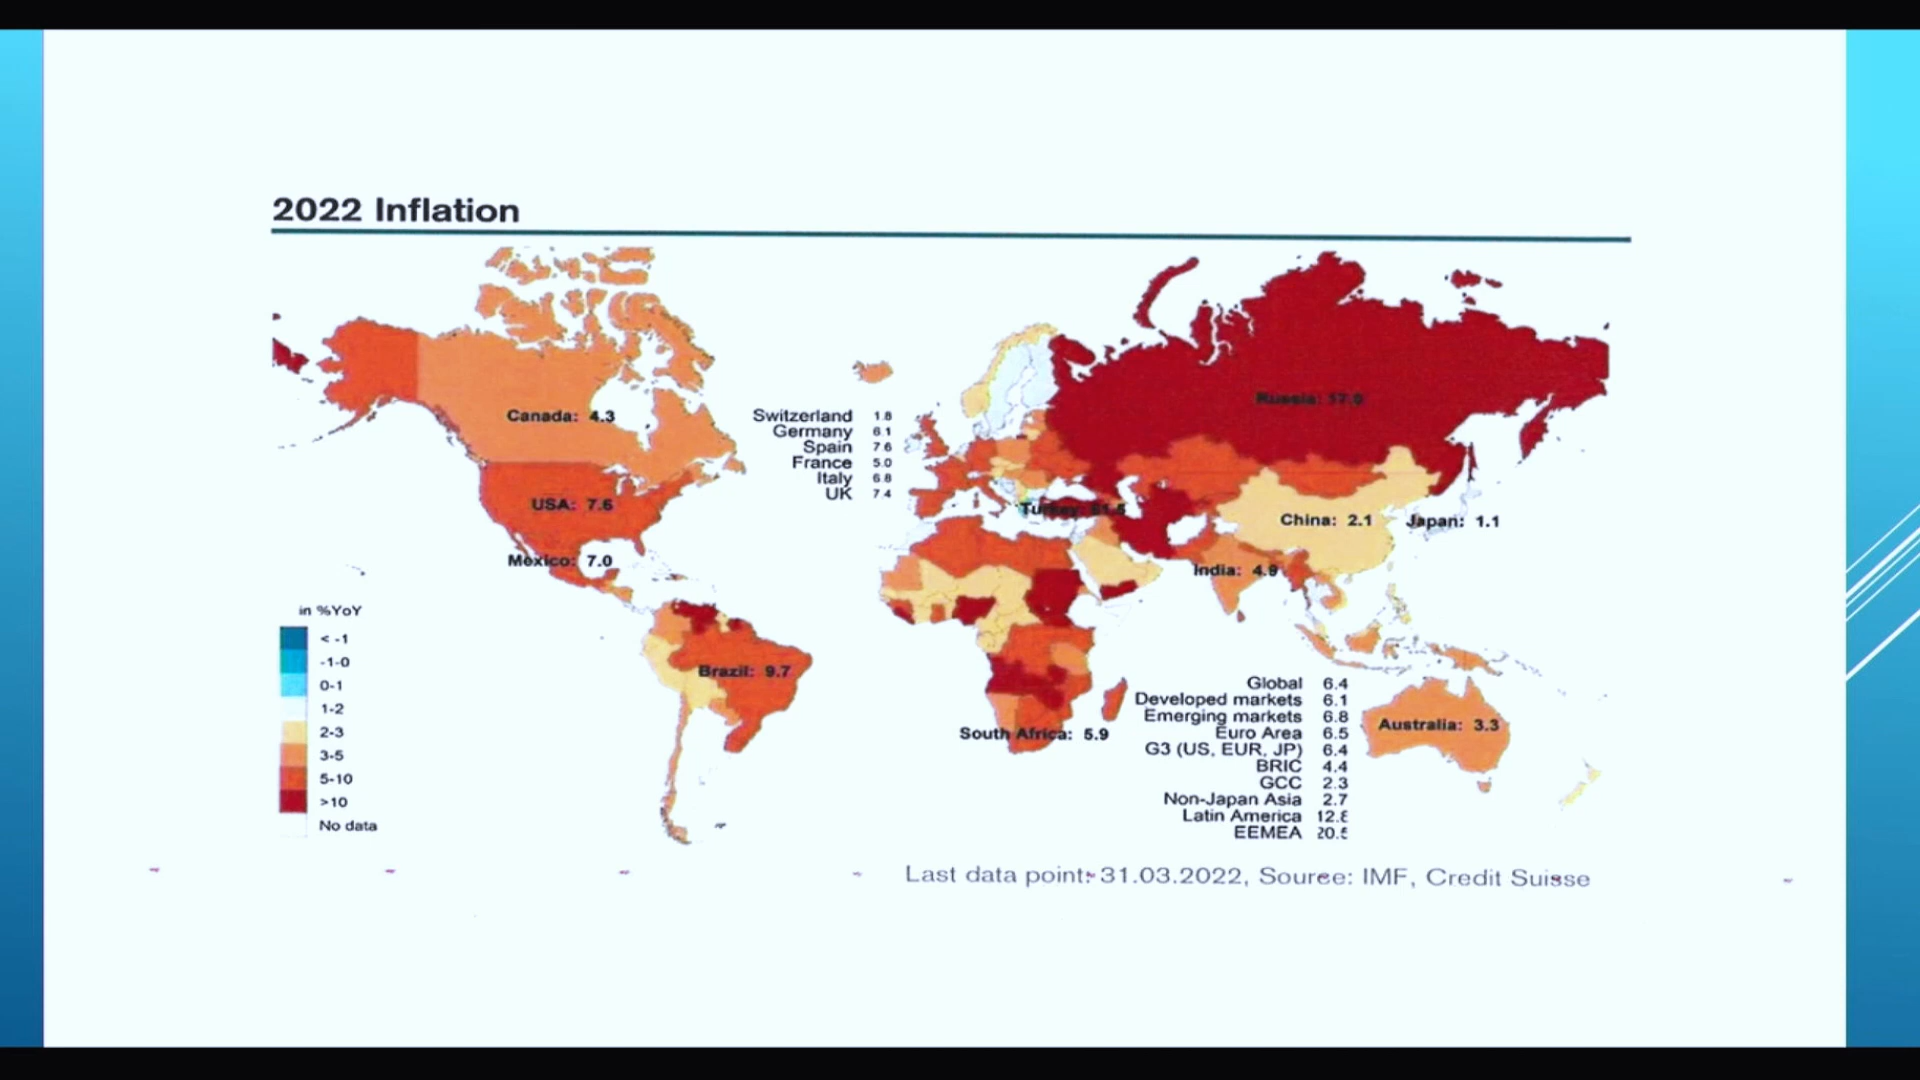 2022 Inflation
Canada: 4.3
USA: 7.6
Mexico: 7.0
Brazil: 9.7
Switzerland 1.8
Germany 6.1
Spain 7.6
France 5.0
Italy 6.8
UK 7.4
Russia:
Turkey:
China: 2.1
Japan: 1.1
India: 4.9
South Africa: 5.9
Australia: 3.3
in %YoY
< -1
-1-0
0-1
1-2
2-3
3-5
5-10
>10
No data
Global 6.4
Developed markets 6.1
Emerging markets 6.8
Euro Area 6.5
G3 (US, EUR, JP) 6.4
BRIC 4.4
GCC 2.3
Non-Japan Asia 2.7
Latin America
EEMEA
Last data point: 31.03.2022, Source: IMF, Credit Suisse